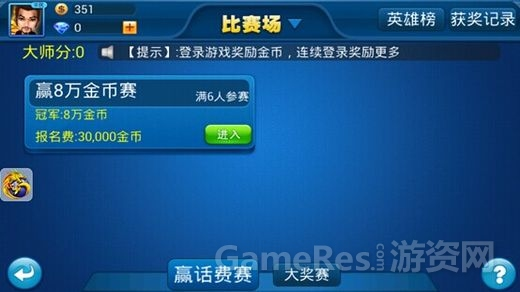 351
0
比赛场
英雄榜
获奖记录
大师分:0
【提示】:登录游戏奖励金币，连续登录奖励更多
赢8万金币赛
满6人参赛
冠军:8万金币
报名费:30,000金币
进入
GameRes.com游资网
赢话费赛
大奖赛
?